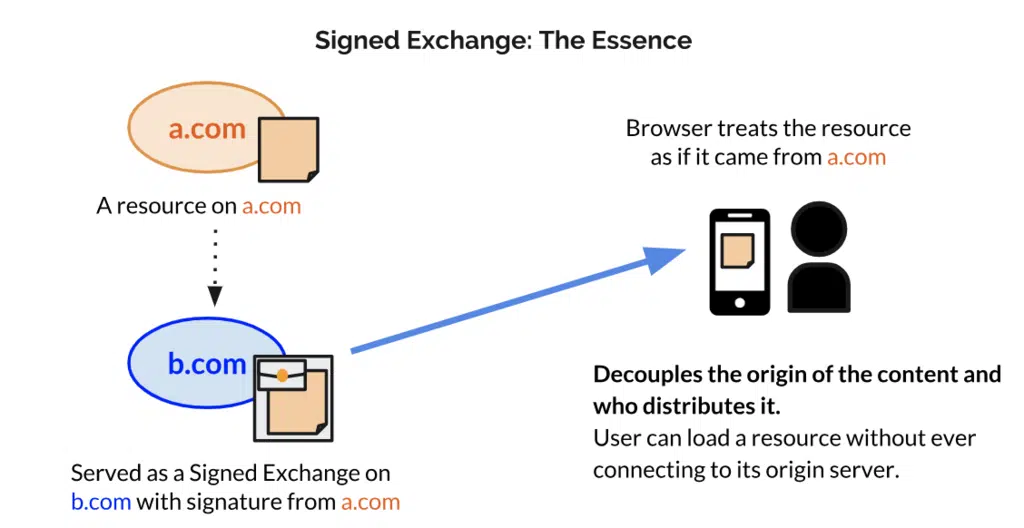 Signed Exchange: The Essence
a.com
A resource on a.com
b.com
Served as a Signed Exchange on
b.com with signature from a.com
Browser treats the resource
as if it came from a.com
Decouples the origin of the content and
who distributes it.
User can load a resource without ever
connecting to its origin server.